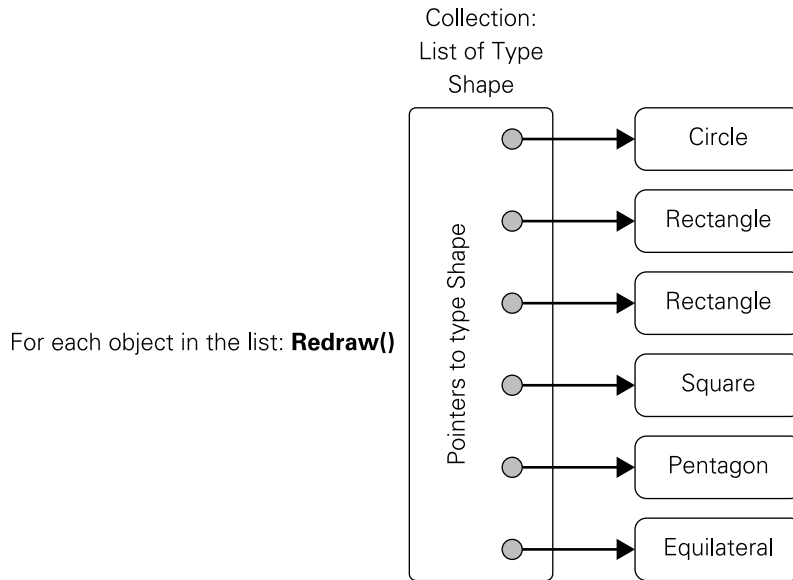 Collection:
List of Type
Shape
Circle
Rectangle
Rectangle
For each object in the list: Redraw()
Pointers to type Shape
Square
Pentagon
Equilateral